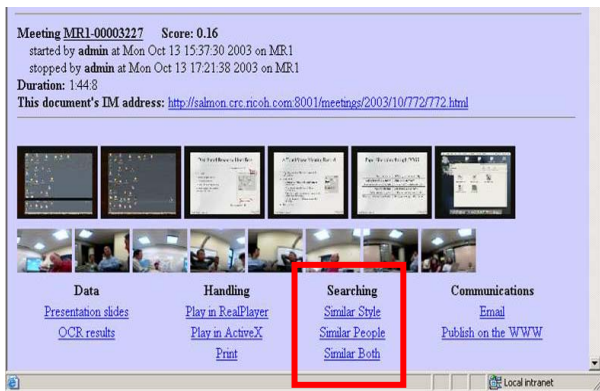 Meeting MR1-00003227 Score: 0.16
started by admin at Mon Oct 13 15:37:30 2003 on MR1
stopped by admin at Mon Oct 13 17:21:38 2003 on MR1
Duration: 1:44:8
This document's IM address: http://salmon.crc.ricoh.com:8001/meetings/2003/10/772/772.html
Data Handling Searching Communications
Presentation slides Play in RealPlayer Similar Style Email
OCR results Play in ActiveX Similar People Publish on the WWW
Print Similar Both
Local intranet